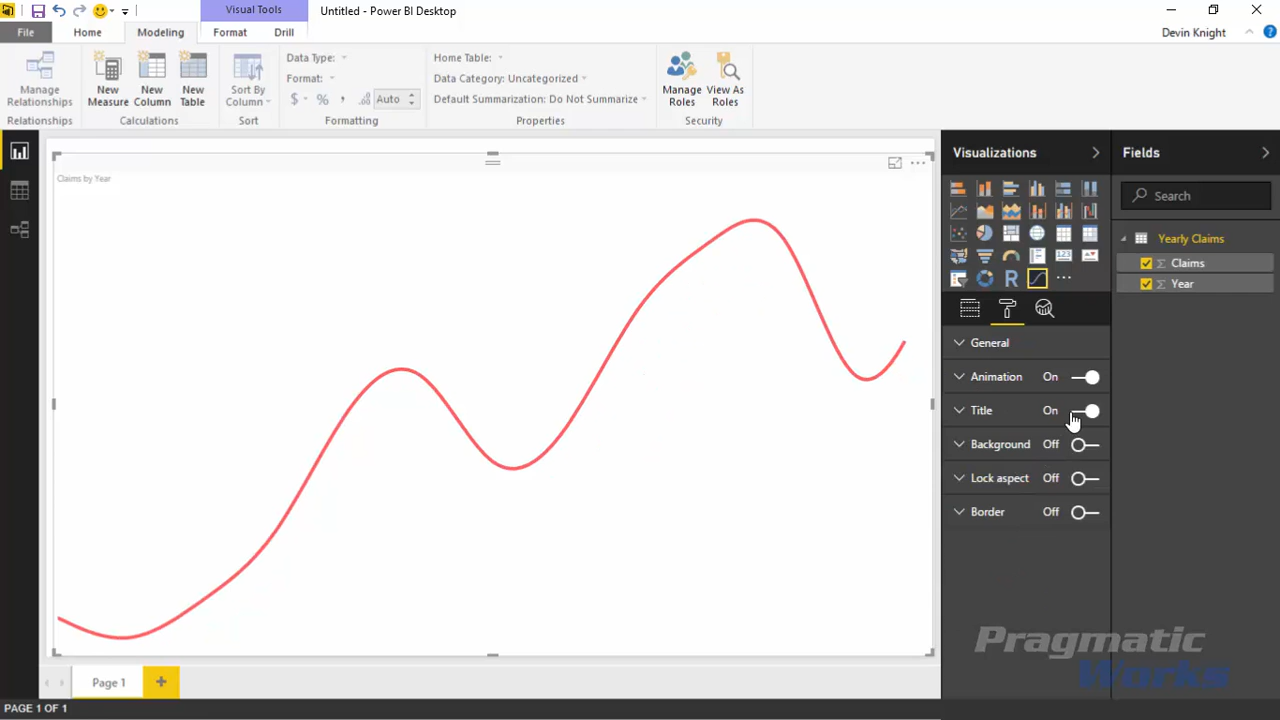 Visual Tools
Untitled - Power BI Desktop
File
Home
Modeling
Format
Drill
Devin Knight
Manage Relationships
New Measure
New Column
New Table
Sort By Column
Data Type:
Format:
$ % , Auto
Home Table:
Data Category: Uncategorized
Default Summarization: Do Not Summarize
Manage Roles
View As Roles
Relationships
Calculations
Sort
Formatting
Properties
Security
Claims by Year
Visualizations
R
123
General
Animation On
Title On
Background Off
Lock aspect Off
Border Off
Fields
Search
Yearly Claims
Σ Claims
Σ Year
Pragmatic
Works
Page 1
PAGE 1 OF 1